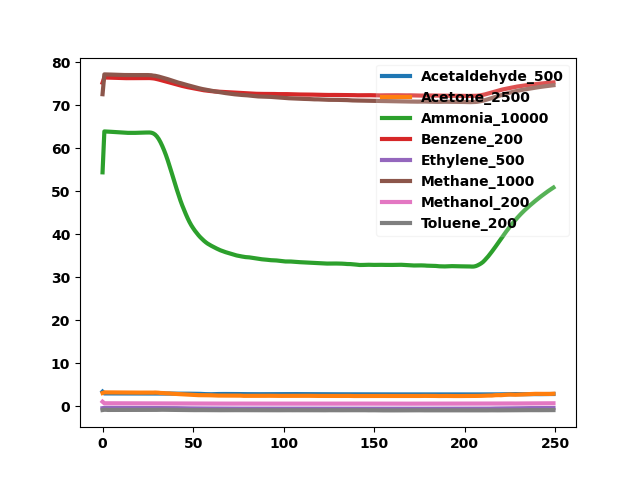 80
70
60
50
40
30
20
10
0
0 50 100 150 200 250
Acetaldehyde_500
Acetone_2500
Ammonia_10000
Benzene_200
Ethylene_500
Methane_1000
Methanol_200
Toluene_200